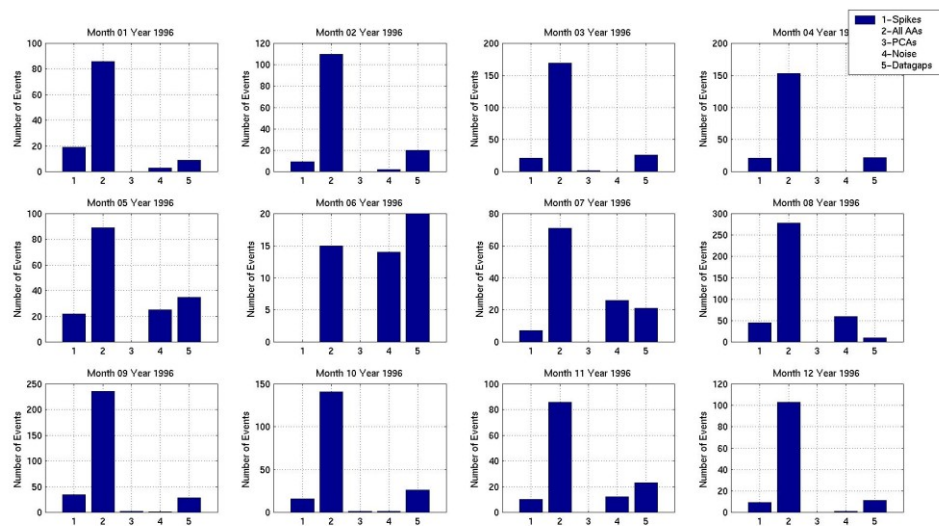 Month 01 Year 1996
Month 02 Year 1996
Month 03 Year 1996
Month 04 Year 199
1-Spikes
2-All AAs
3-PCAs
4-Noise
5-Datagaps
Number of Events
100
80
60
40
20
0
1 2 3 4 5
Number of Events
120
100
80
60
40
20
0
1 2 3 4 5
Number of Events
200
150
100
50
0
1 2 3 4 5
Number of Events
200
150
100
50
0
1 2 3 4 5
Month 05 Year 1996
Number of Events
100
80
60
40
20
0
1 2 3 4 5
Month 06 Year 1996
Number of Events
20
15
10
5
0
1 2 3 4 5
Month 07 Year 1996
Number of Events
80
60
40
20
0
1 2 3 4 5
Month 08 Year 1996
Number of Events
300
250
200
150
100
50
0
1 2 3 4 5
Month 09 Year 1996
Number of Events
250
200
150
100
50
0
1 2 3 4 5
Month 10 Year 1996
Number of Events
150
100
50
0
1 2 3 4 5
Month 11 Year 1996
Number of Events
100
80
60
40
20
0
1 2 3 4 5
Month 12 Year 1996
Number of Events
120
100
80
60
40
20
0
1 2 3 4 5